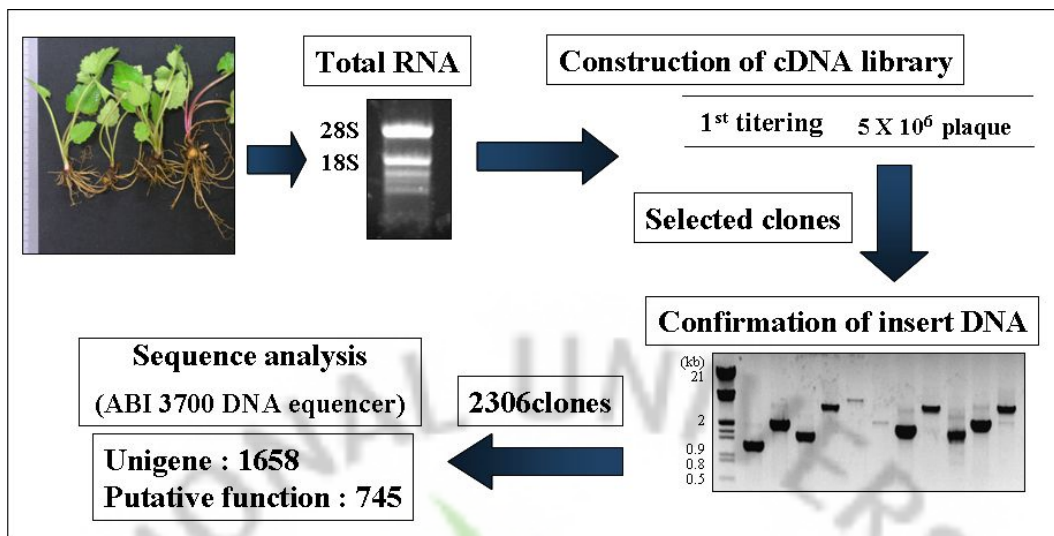 Total RNA
28S
18S
Construction of cDNA library
1st titering 5 X 10⁶ plaque
Selected clones
Confirmation of insert DNA
(kb)
21
2
0.9
0.8
0.5
2306clones
Sequence analysis
(ABI 3700 DNA equencer)
Unigene : 1658
Putative function : 745